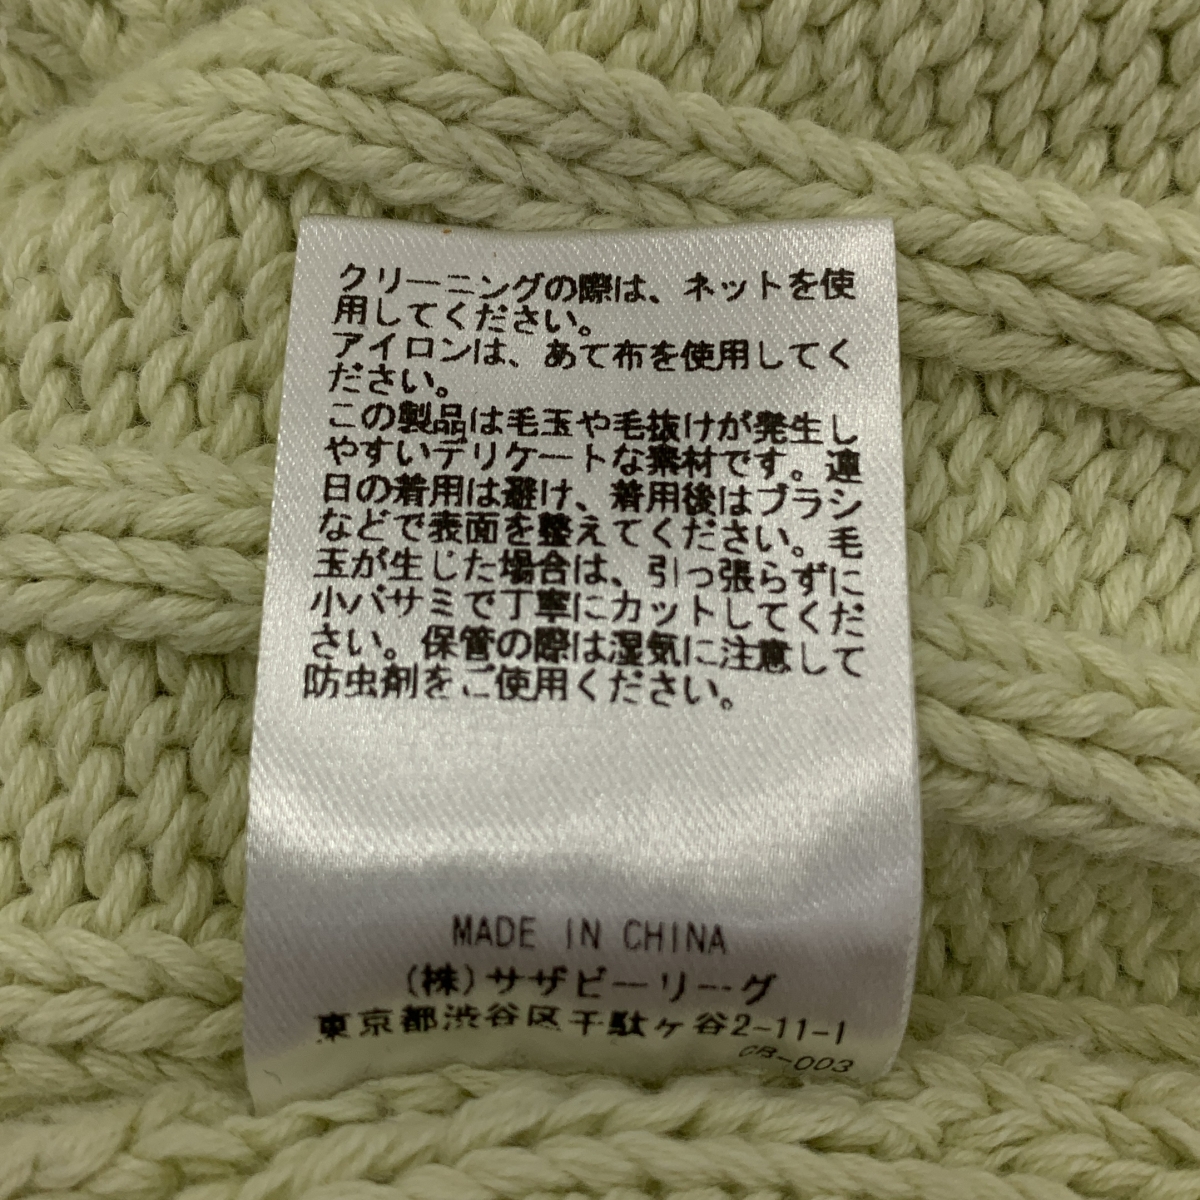 クリーニングの際は、ネットを使
用してください。
アイロンは、あて布を使用してく
ださい。
この製品は毛玉や毛抜けが発生し
やすいデリケートな素材です。連
日の着用は避け、着用後はブラシ
などで表面を整えてください。毛
玉が生じた場合は、引っ張らずに
小バサミで丁寧にカットしてくだ
さい。保管の際は湿気に注意して
防虫剤をご使用ください。
MADE IN CHINA
(株)サザビーリーグ
東京都渋谷区千駄ヶ谷2-11-1
CB-003